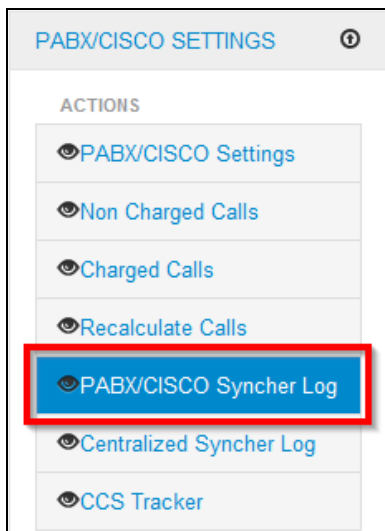 PABX/CISCO SETTINGS
ACTIONS
PABX/CISCO Settings
Non Charged Calls
Charged Calls
Recalculate Calls
PABX/CISCO Syncher Log
Centralized Syncher Log
CCS Tracker